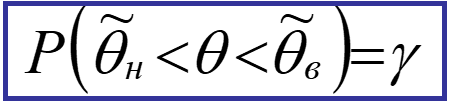 P(θ̃н < θ < θ̃в) = γ